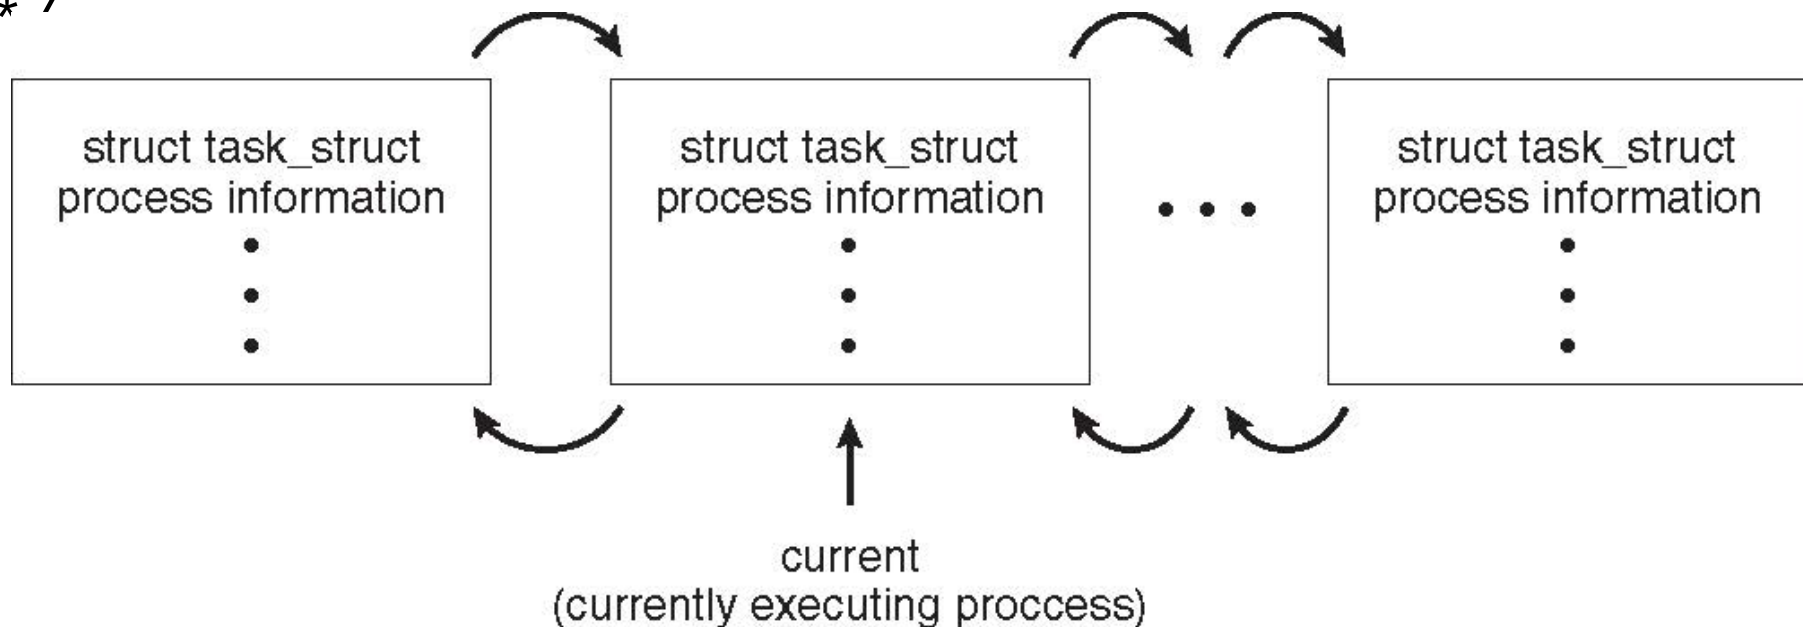 */
struct task_struct
process information
struct task_struct
process information
• • •
struct task_struct
process information
current
(currently executing proccess)